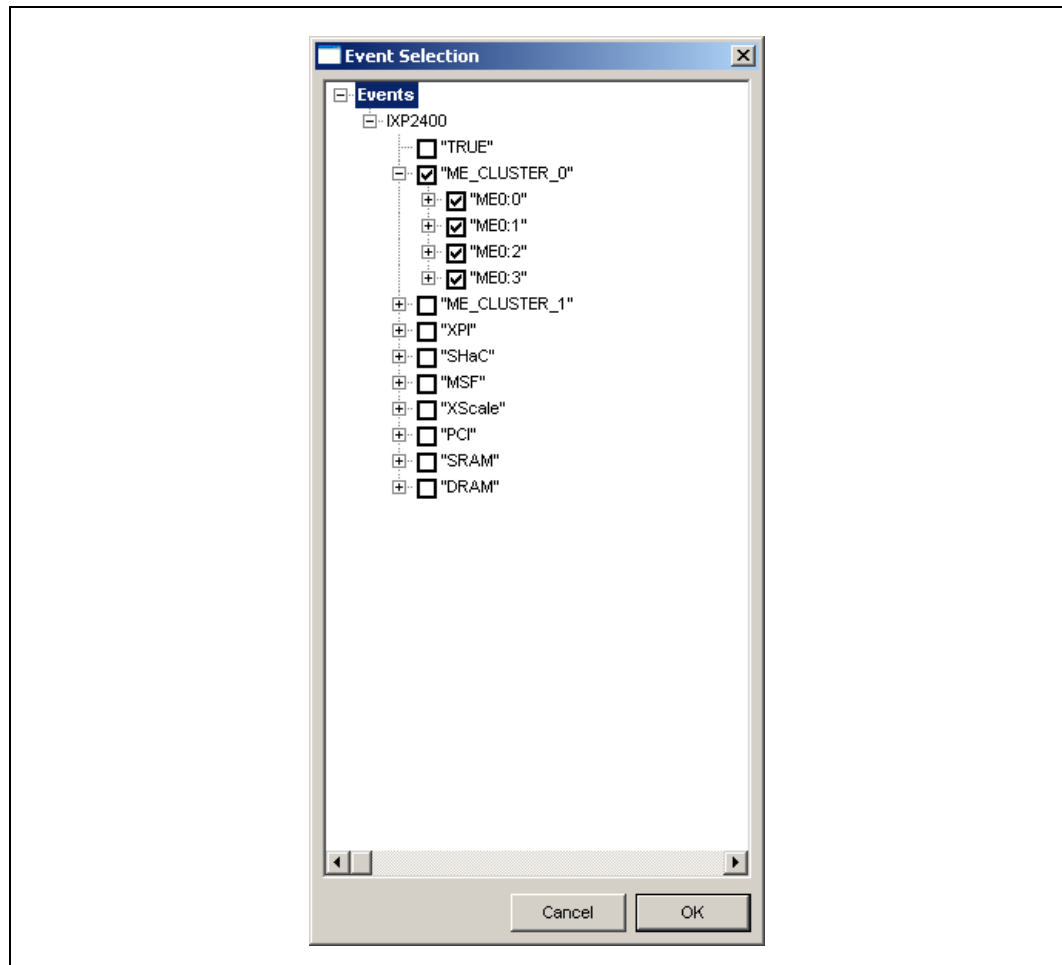 Event Selection
Events
IXP2400
"TRUE"
"ME_CLUSTER_0"
"ME0:0"
"ME0:1"
"ME0:2"
"ME0:3"
"ME_CLUSTER_1"
"XPI"
"SHaC"
"MSF"
"XScale"
"PCI"
"SRAM"
"DRAM"
Cancel OK